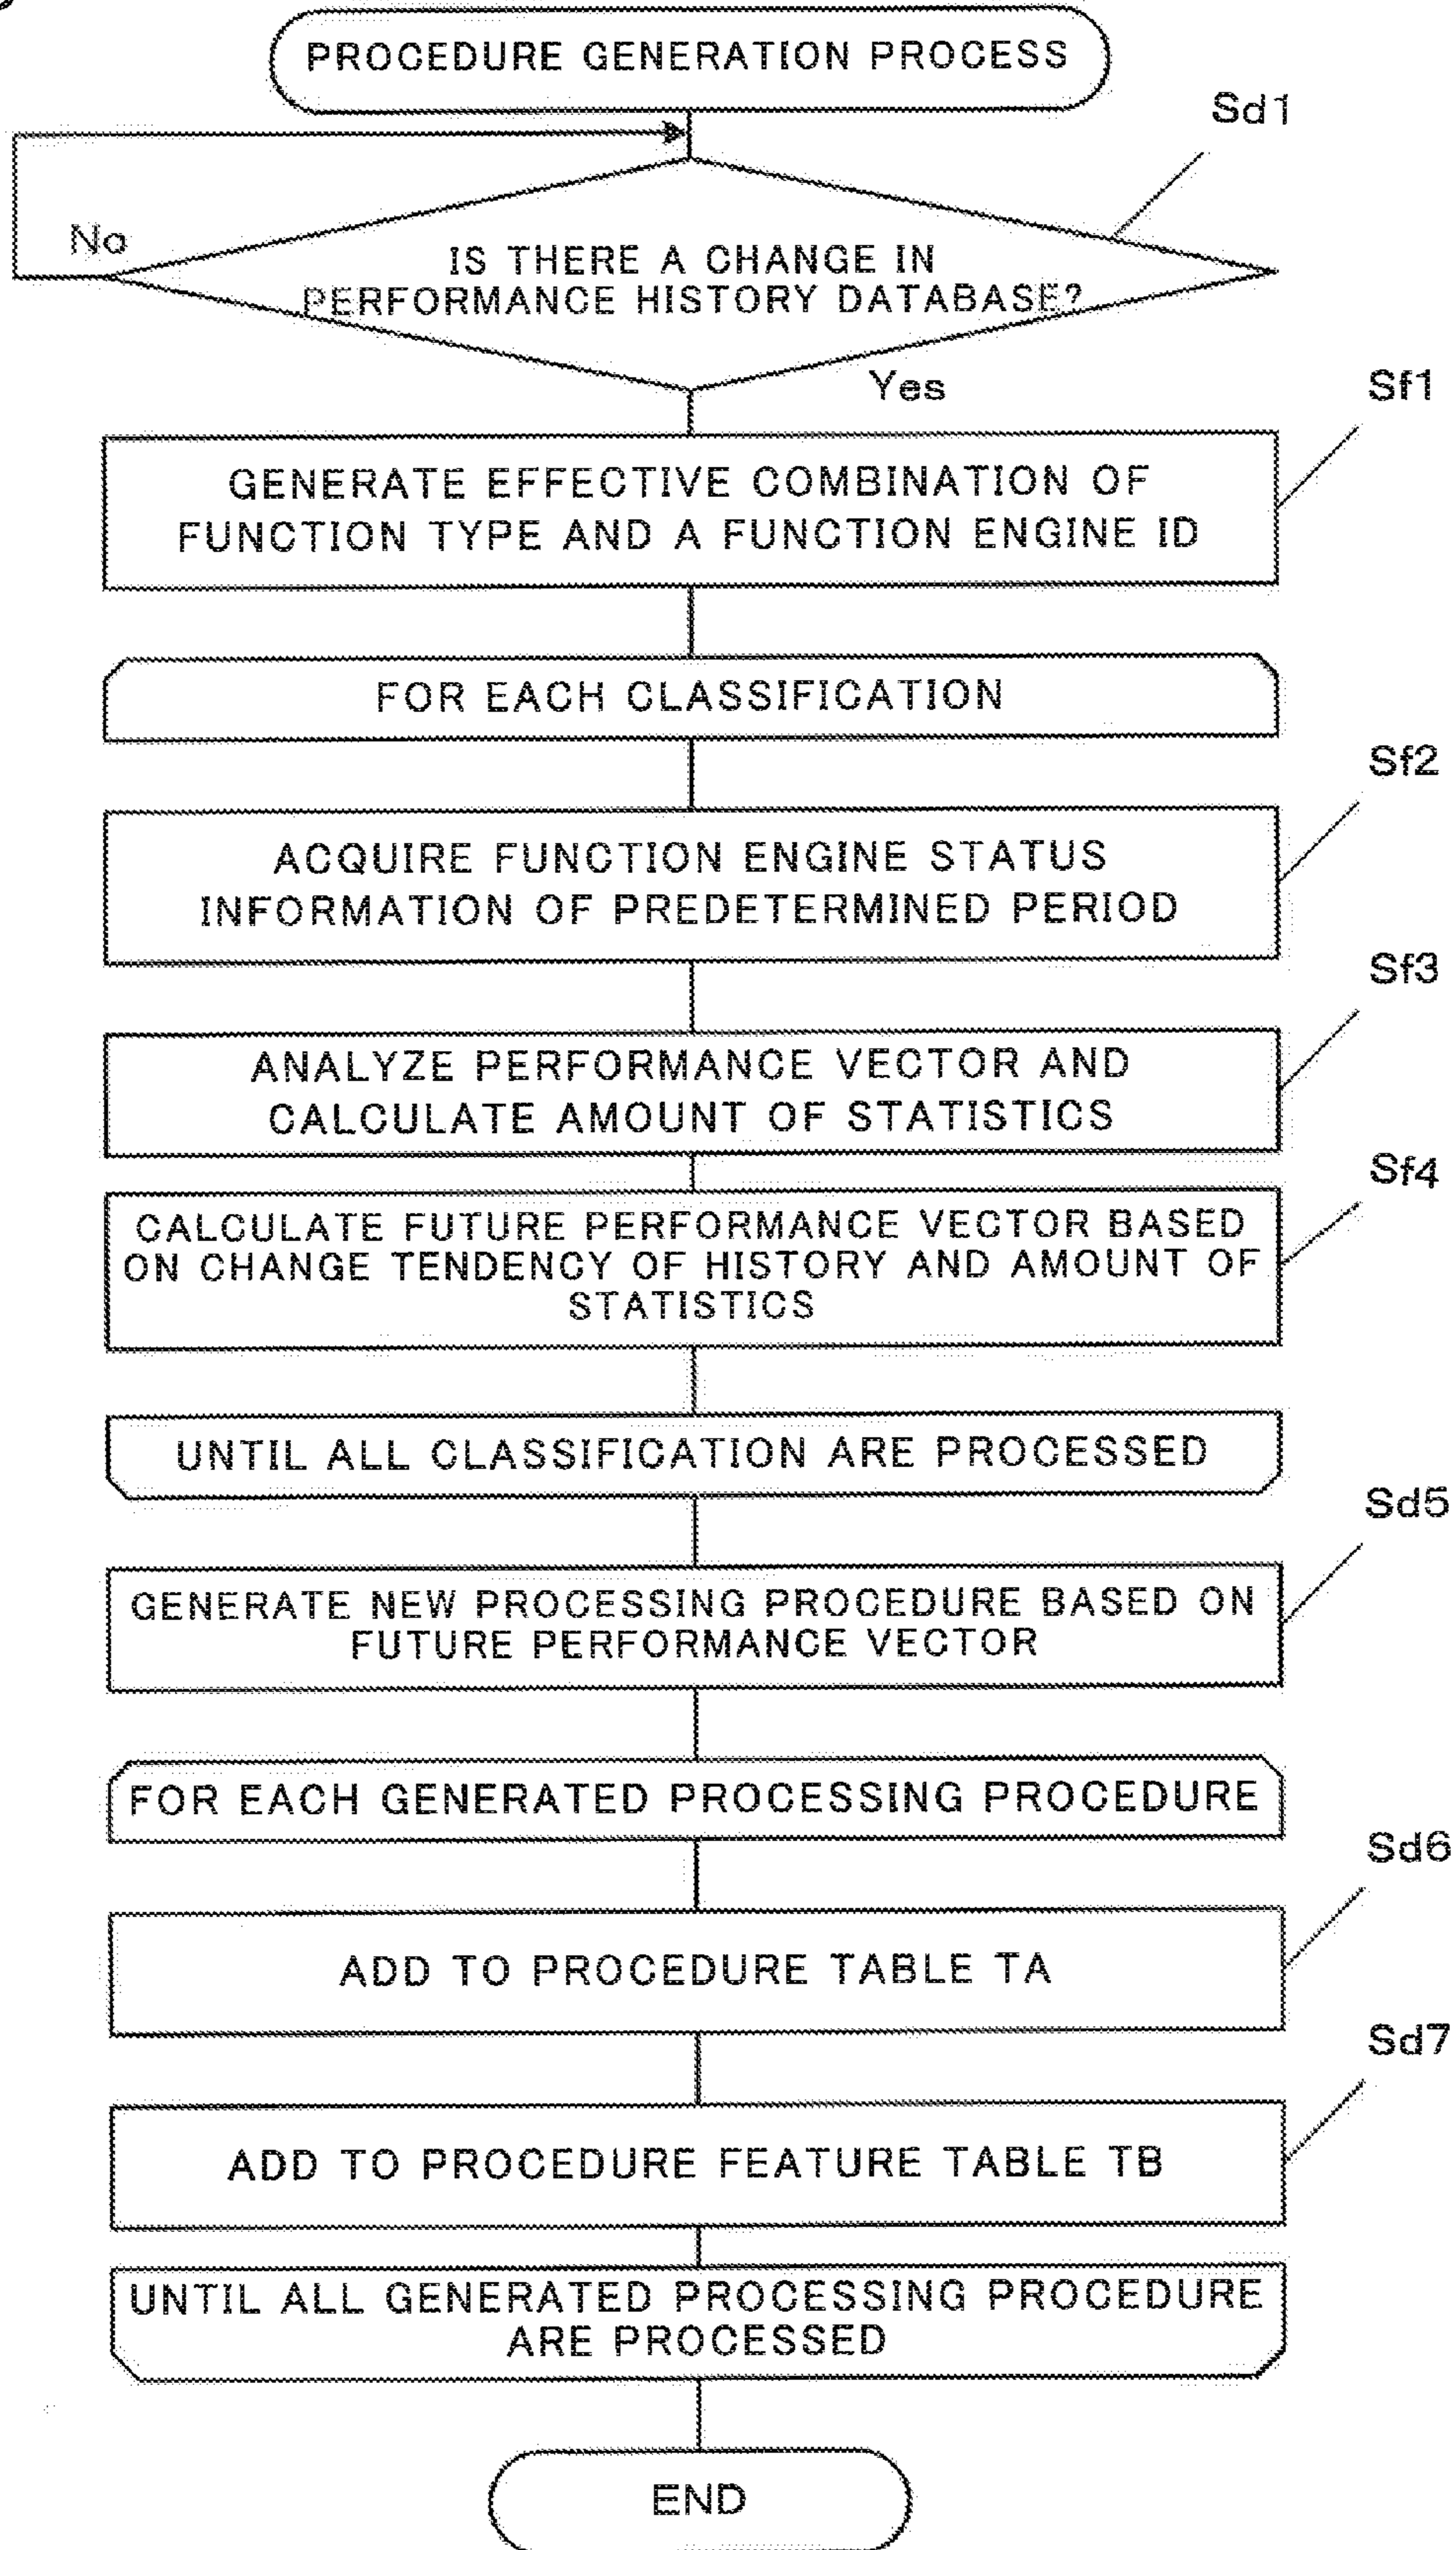 PROCEDURE GENERATION PROCESS
Sd1
No
IS THERE A CHANGE IN
PERFORMANCE HISTORY DATABASE?
Yes
Sf1
GENERATE EFFECTIVE COMBINATION OF
FUNCTION TYPE AND A FUNCTION ENGINE ID
FOR EACH CLASSIFICATION
Sf2
ACQUIRE FUNCTION ENGINE STATUS
INFORMATION OF PREDETERMINED PERIOD
Sf3
ANALYZE PERFORMANCE VECTOR AND
CALCULATE AMOUNT OF STATISTICS
Sf4
CALCULATE FUTURE PERFORMANCE VECTOR BASED
ON CHANGE TENDENCY OF HISTORY AND AMOUNT OF
STATISTICS
UNTIL ALL CLASSIFICATION ARE PROCESSED
Sd5
GENERATE NEW PROCESSING PROCEDURE BASED ON
FUTURE PERFORMANCE VECTOR
FOR EACH GENERATED PROCESSING PROCEDURE
Sd6
ADD TO PROCEDURE TABLE TA
Sd7
ADD TO PROCEDURE FEATURE TABLE TB
UNTIL ALL GENERATED PROCESSING PROCEDURE
ARE PROCESSED
END